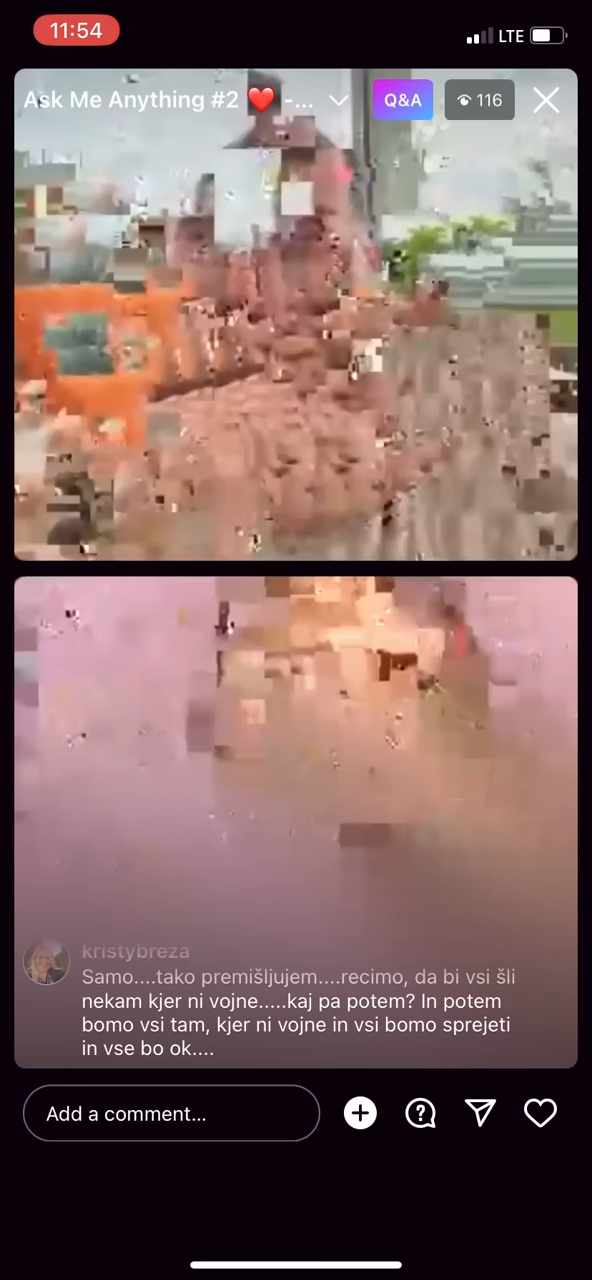 11:54
LTE
Ask Me Anything #2 ❤️ -...
Q&A
116
kristybreza
Samo....tako premišljujem....recimo, da bi vsi šli
nekam kjer ni vojne.....kaj pa potem? In potem
bomo vsi tam, kjer ni vojne in vsi bomo sprejeti
in vse bo ok....
Add a comment...